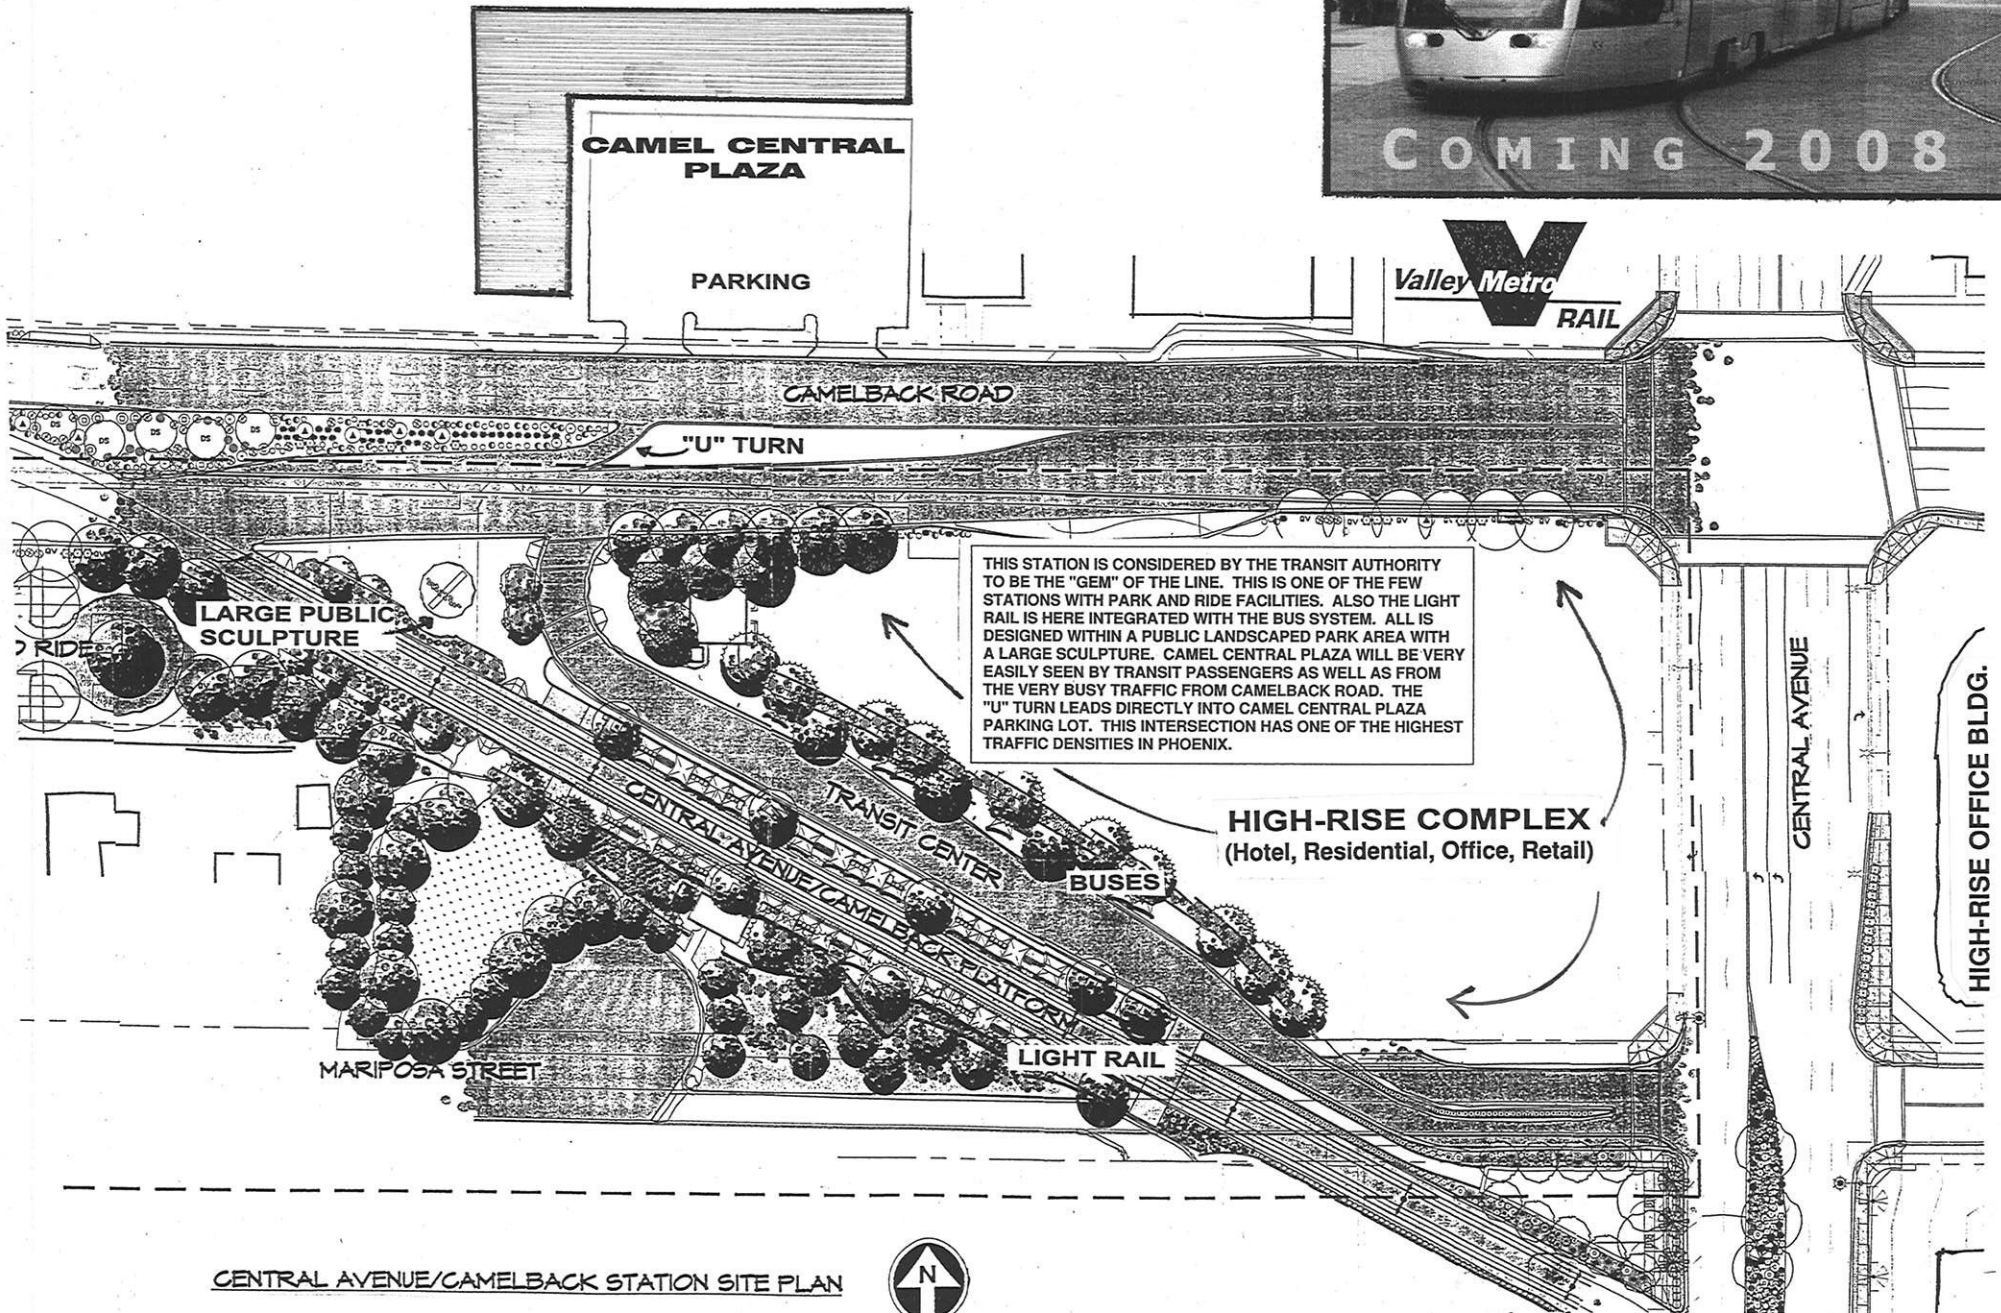 COMING 2008
CAMEL CENTRAL
PLAZA
PARKING
Valley Metro
RAIL
CAMELBACK ROAD
DS
DS
DS
DS
DS
"U" TURN
THIS STATION IS CONSIDERED BY THE TRANSIT AUTHORITY
TO BE THE "GEM" OF THE LINE. THIS IS ONE OF THE FEW
STATIONS WITH PARK AND RIDE FACILITIES. ALSO THE LIGHT
RAIL IS HERE INTEGRATED WITH THE BUS SYSTEM. ALL IS
DESIGNED WITHIN A PUBLIC LANDSCAPED PARK AREA WITH
A LARGE SCULPTURE. CAMEL CENTRAL PLAZA WILL BE VERY
EASILY SEEN BY TRANSIT PASSENGERS AS WELL AS FROM
THE VERY BUSY TRAFFIC FROM CAMELBACK ROAD. THE
"U" TURN LEADS DIRECTLY INTO CAMEL CENTRAL PLAZA
PARKING LOT. THIS INTERSECTION HAS ONE OF THE HIGHEST
TRAFFIC DENSITIES IN PHOENIX.
LARGE PUBLIC
SCULPTURE
RIDE
CENTRAL AVENUE
HIGH-RISE OFFICE BLDG.
HIGH-RISE COMPLEX
(Hotel, Residential, Office, Retail)
TRANSIT CENTER
BUSES
CENTRAL AVENUE/CAMELBACK PLATFORM
LIGHT RAIL
MARIPOSA STREET
CENTRAL AVENUE/CAMELBACK STATION SITE PLAN
N